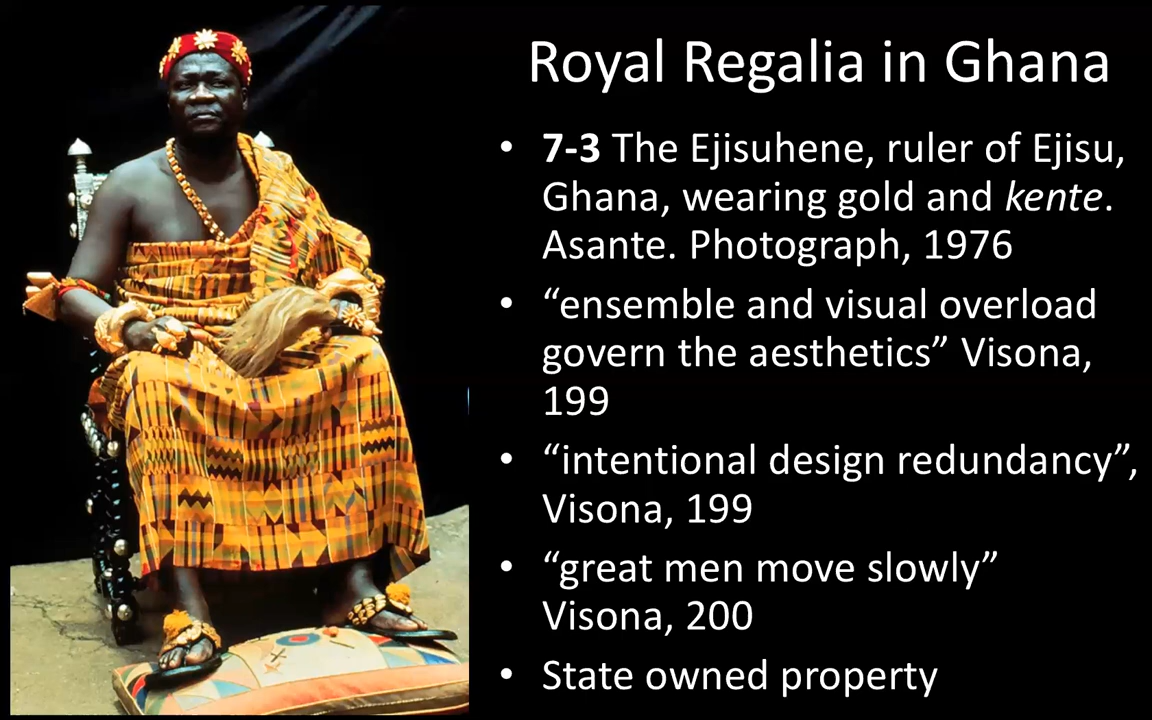 Royal Regalia in Ghana
• 7-3 The Ejisuhene, ruler of Ejisu,
Ghana, wearing gold and kente.
Asante. Photograph, 1976
• “ensemble and visual overload
govern the aesthetics” Visona,
199
• “intentional design redundancy”,
Visona, 199
• “great men move slowly”
Visona, 200
• State owned property